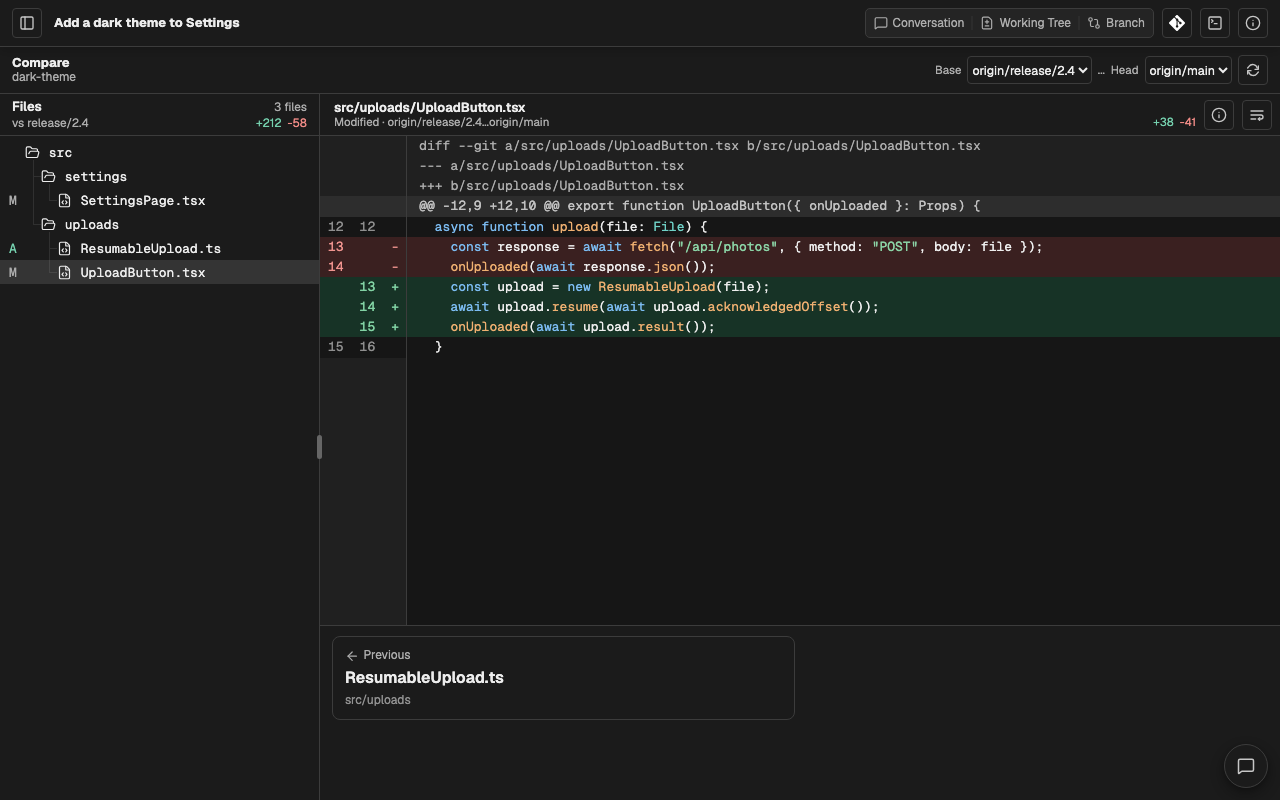 Add a dark theme to Settings
Conversation
Working Tree
Branch
Compare
dark-theme
Base
origin/release/2.4
...
Head
origin/main
Files
3 files
vs release/2.4
+212 -58
src/uploads/UploadButton.tsx
Modified · origin/release/2.4…origin/main
+38 -41
src
settings
M SettingsPage.tsx
uploads
A ResumableUpload.ts
M UploadButton.tsx
diff --git a/src/uploads/UploadButton.tsx b/src/uploads/UploadButton.tsx
--- a/src/uploads/UploadButton.tsx
+++ b/src/uploads/UploadButton.tsx
@@ -12,9 +12,10 @@ export function UploadButton({ onUploaded }: Props) {
12 12 async function upload(file: File) {
13 - const response = await fetch("/api/photos", { method: "POST", body: file });
14 - onUploaded(await response.json());
13 + const upload = new ResumableUpload(file);
14 + await upload.resume(await upload.acknowledgedOffset());
15 + onUploaded(await upload.result());
15 16 }
Previous
ResumableUpload.ts
src/uploads